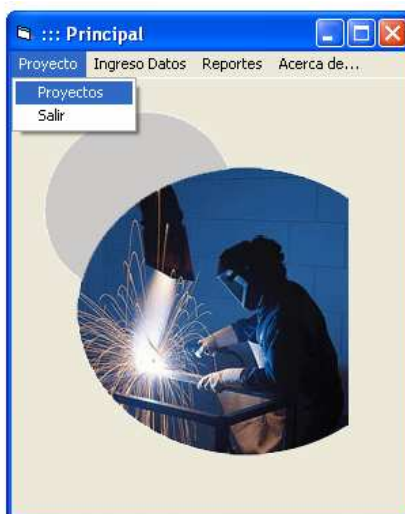 ::: Principal
Proyecto Ingreso Datos Reportes Acerca de...
Proyectos
Salir